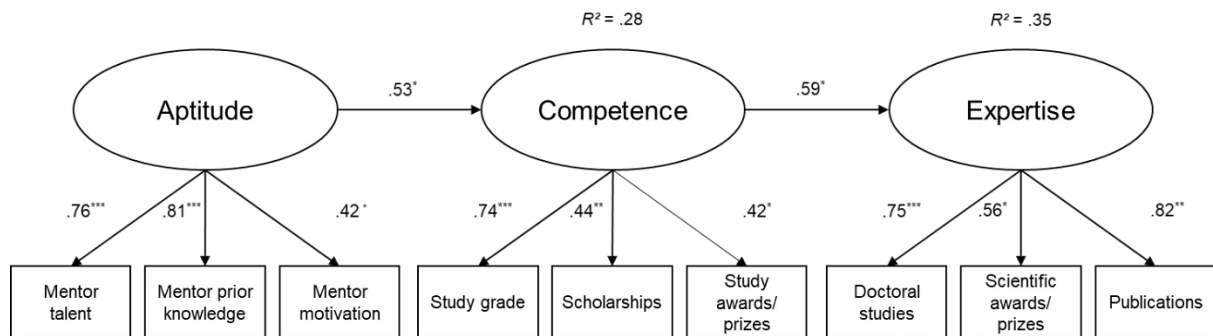 R² = .28
R² = .35
Aptitude
.53*
Competence
.59*
Expertise
.76***
.81***
.42*
.74***
.44**
.42*
.75***
.56*
.82**
Mentor
talent
Mentor prior
knowledge
Mentor
motivation
Study grade
Scholarships
Study
awards/
prizes
Doctoral
studies
Scientific
awards/
prizes
Publications